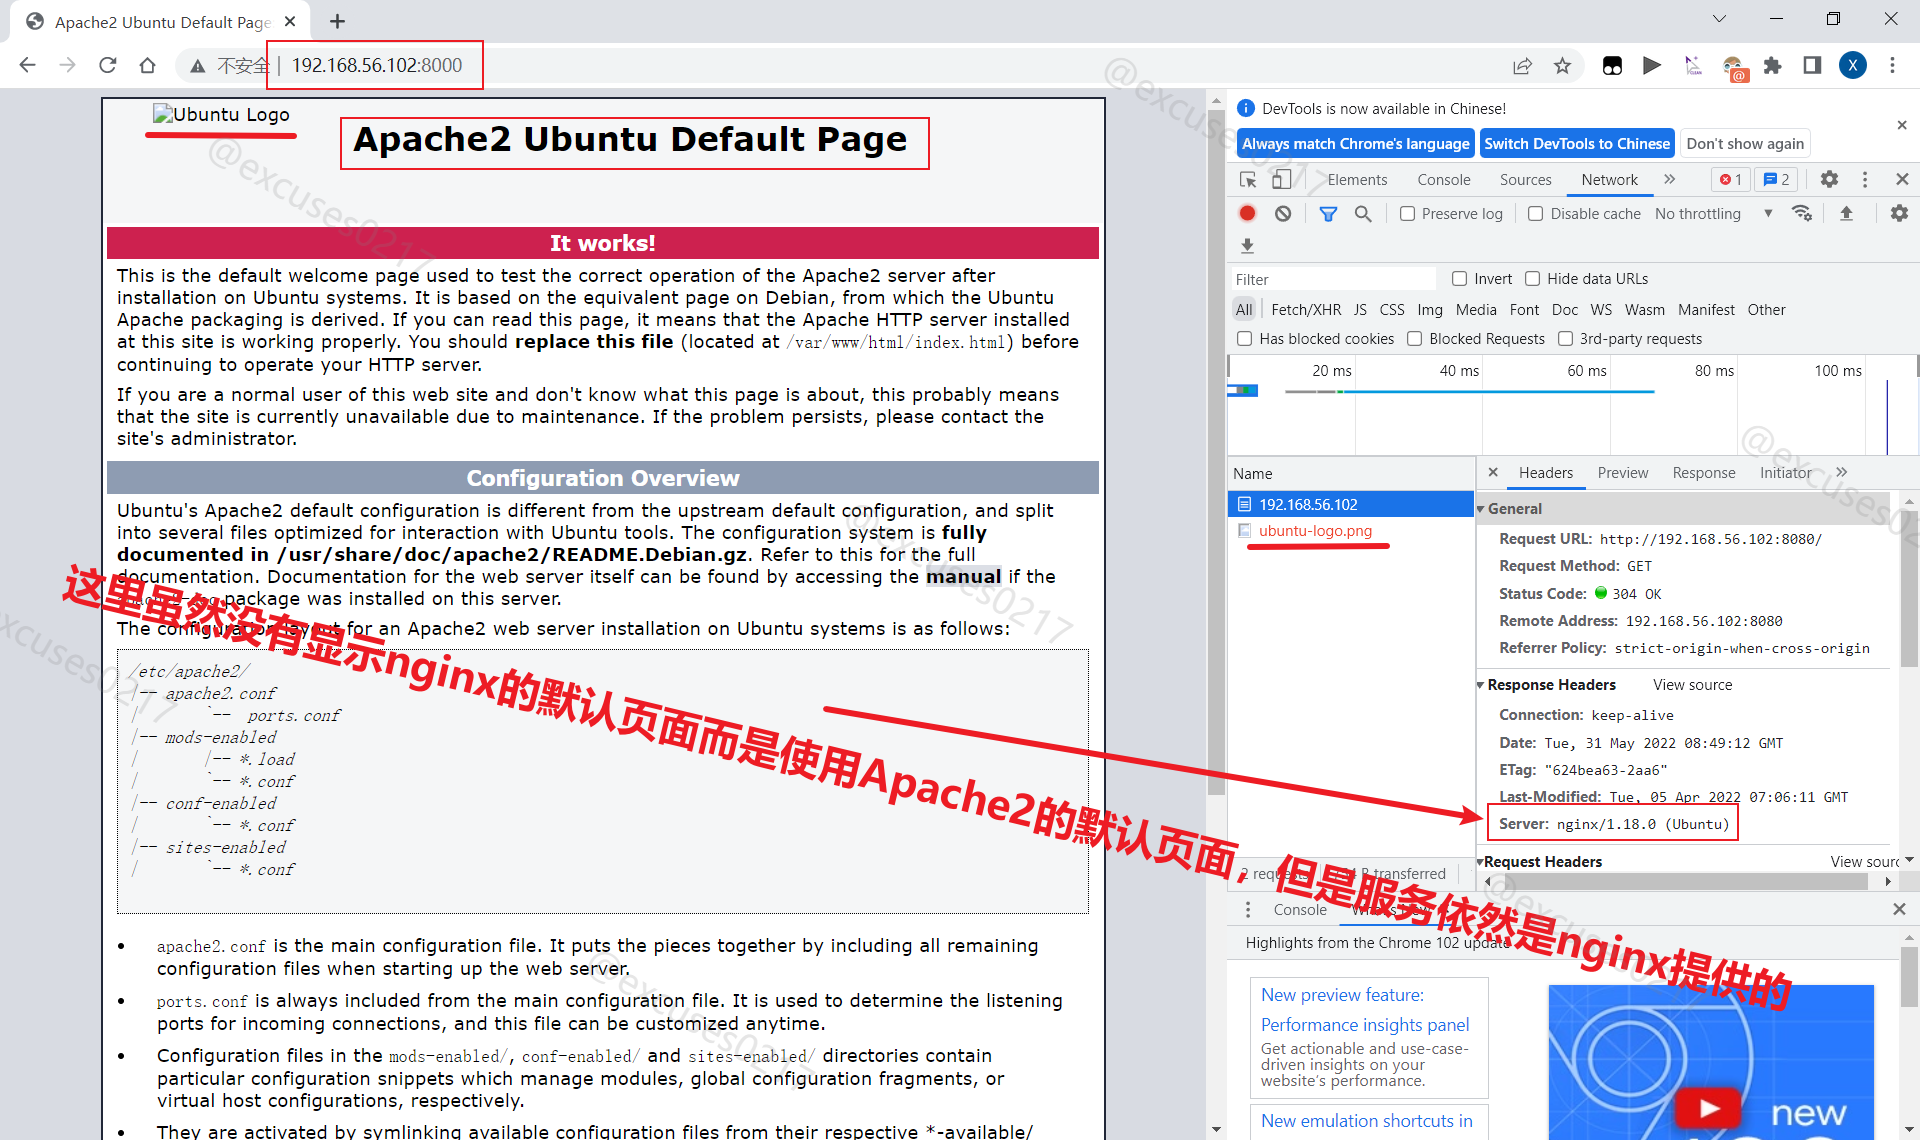 Apache2 Ubuntu Default Page
不安全 | 192.168.56.102:8000
X
Ubuntu Logo
Apache2 Ubuntu Default Page
It works!
This is the default welcome page used to test the correct operation of the Apache2 server after
installation on Ubuntu systems. It is based on the equivalent page on Debian, from which the Ubuntu
Apache packaging is derived. If you can read this page, it means that the Apache HTTP server installed
at this site is working properly. You should replace this file (located at /var/www/html/index.html) before
continuing to operate your HTTP server.
If you are a normal user of this web site and don't know what this page is about, this probably means
that the site is currently unavailable due to maintenance. If the problem persists, please contact the
site's administrator.
Configuration Overview
Ubuntu's Apache2 default configuration is different from the upstream default configuration, and split
into several files optimized for interaction with Ubuntu tools. The configuration system is fully
documented in /usr/share/doc/apache2/README.Debian.gz. Refer to this for the full
documentation. Documentation for the web server itself can be found by accessing the manual if the
package was installed on this server.
The configuration layout for an Apache2 web server installation on Ubuntu systems is as follows:
/etc/apache2/
|-- apache2.conf
|       `--  ports.conf
|-- mods-enabled
|       |-- *.load
|       `-- *.conf
|-- conf-enabled
|       `-- *.conf
|-- sites-enabled
|       `-- *.conf
• apache2.conf is the main configuration file. It puts the pieces together by including all remaining
configuration files when starting up the web server.
• ports.conf is always included from the main configuration file. It is used to determine the listening
ports for incoming connections, and this file can be customized anytime.
• Configuration files in the mods-enabled/, conf-enabled/ and sites-enabled/ directories contain
particular configuration snippets which manage modules, global configuration fragments, or
virtual host configurations, respectively.
• They are activated by symlinking available configuration files from their respective *-available/
这里虽然没有显示nginx的默认页面而是使用Apache2的默认页面，但是服务依然是nginx提供的
DevTools is now available in Chinese!
Always match Chrome's language Switch DevTools to Chinese Don't show again
Elements Console Sources Network 1 2
Preserve log Disable cache No throttling
Filter Invert Hide data URLs
All Fetch/XHR JS CSS Img Media Font Doc WS Wasm Manifest Other
Has blocked cookies Blocked Requests 3rd-party requests
20 ms 40 ms 60 ms 80 ms 100 ms
Name
192.168.56.102
ubuntu-logo.png
2 requests transferred
Headers Preview Response Initiator
General
Request URL: http://192.168.56.102:8080/
Request Method: GET
Status Code: 304 OK
Remote Address: 192.168.56.102:8080
Referrer Policy: strict-origin-when-cross-origin
Response Headers View source
Connection: keep-alive
Date: Tue, 31 May 2022 08:49:12 GMT
ETag: "624bea63-2aa6"
Last-Modified: Tue, 05 Apr 2022 07:06:11 GMT
Server: nginx/1.18.0 (Ubuntu)
Request Headers View sourc
Console What's New
Highlights from the Chrome 102 update
New preview feature:
Performance insights panel
Get actionable and use-case-
driven insights on your
website's performance.
New emulation shortcuts in
new
@excuses0217
@excuses0217
@excuses0217
@excuses0217
@excuses0217